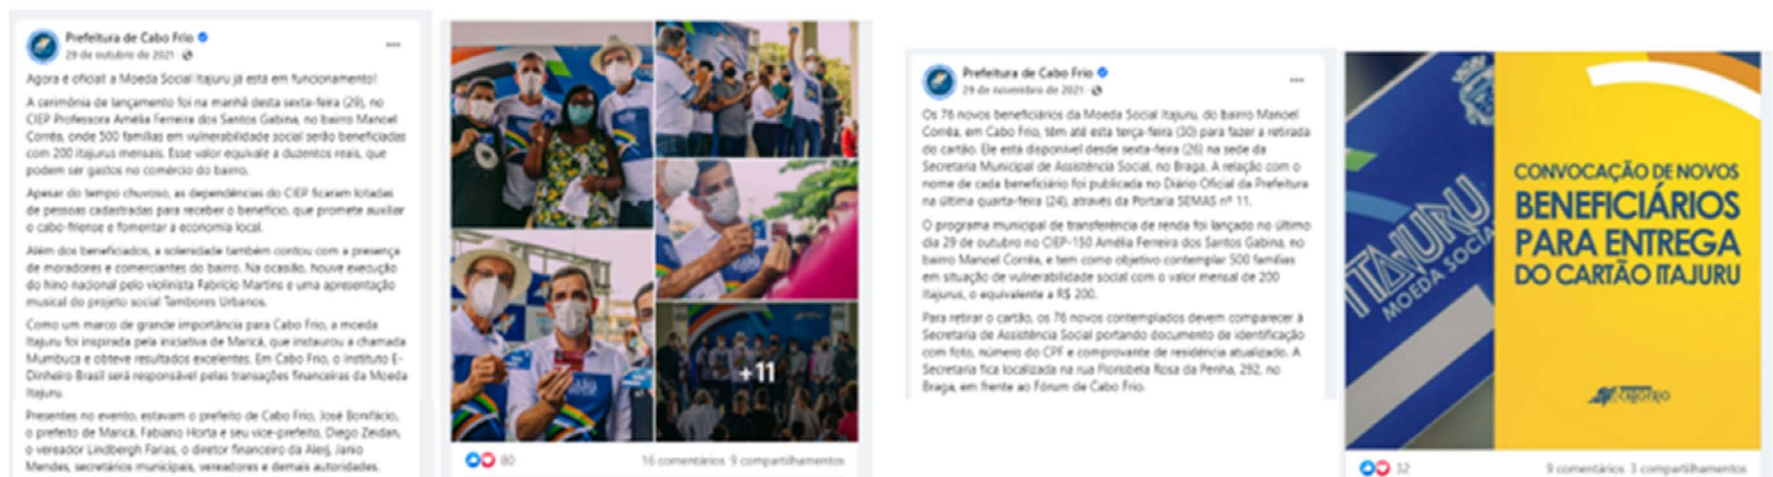 Prefeitura de Cabo Frio
29 de outubro de 2021
Agora é oficial: a Moeda Social Itajuru já está em funcionamento!
A cerimônia de lançamento foi na manhã desta sexta-feira (29), no
CIEP Professora Amélia Ferreira dos Santos Gabina, no bairro Manoel
Corrêa, onde 500 famílias em vulnerabilidade social serão beneficiadas
com 200 itajurus mensais. Esse valor equivale a duzentos reais, que
podem ser gastos no comércio do bairro.
Apesar do tempo chuvoso, as dependências do CIEP ficaram lotadas
de pessoas cadastradas para receber o benefício, que promete auxiliar
o cabo-friense e fomentar a economia local.
Além dos beneficiados, a solenidade também contou com a presença
de moradores e comerciantes do bairro. Na ocasião, houve execução
do hino nacional pelo violinista Fabrício Martins e uma apresentação
musical do projeto social Tambores Urbanos.
Como um marco de grande importância para Cabo Frio, a moeda
Itajuru foi inspirada pela iniciativa de Maricá, que instaurou a chamada
Mumbuca e obteve resultados excelentes. Em Cabo Frio, o Instituto E-
Dinheiro Brasil será responsável pelas transações financeiras da Moeda
Itajuru.
Presentes no evento, estavam o prefeito de Cabo Frio, José Bonifácio,
o prefeito de Maricá, Fabiano Horta e seu vice-prefeito, Diego Zeidan,
o vereador Lindbergh Farias, o diretor financeiro da Alerj, Janio
Mendes, secretários municipais, vereadores e demais autoridades.
+11
80
16 comentários 9 compartilhamentos
Prefeitura de Cabo Frio
29 de novembro de 2021
Os 76 novos beneficiários da Moeda Social Itajuru, do bairro Manoel
Corrêa, em Cabo Frio, têm até esta terça-feira (30) para fazer a retirada
do cartão. Ele está disponível desde sexta-feira (26) na sede da
Secretaria Municipal de Assistência Social, no Braga. A relação com o
nome de cada beneficiário foi publicada no Diário Oficial da Prefeitura
na última quarta-feira (24), através da Portaria SEMAS nº 11.
O programa municipal de transferência de renda foi lançado no último
dia 29 de outubro no CIEP-150 Amélia Ferreira dos Santos Gabina, no
bairro Manoel Corrêa, e tem como objetivo contemplar 500 famílias
em situação de vulnerabilidade social com o valor mensal de 200
Itajurus, o equivalente a R$ 200.
Para retirar o cartão, os 76 novos contemplados devem comparecer à
Secretaria de Assistência Social portando documento de identificação
com foto, número do CPF e comprovante de residência atualizado. A
Secretaria fica localizada na rua Florisbela Rosa da Penha, 292, no
Braga, em frente ao Fórum de Cabo Frio.
ITAJURU
MOEDA SOCIAL
CONVOCAÇÃO DE NOVOS
BENEFICIÁRIOS
PARA ENTREGA
DO CARTÃO ITAJURU
CABO FRIO
32
9 comentários 3 compartilhamentos